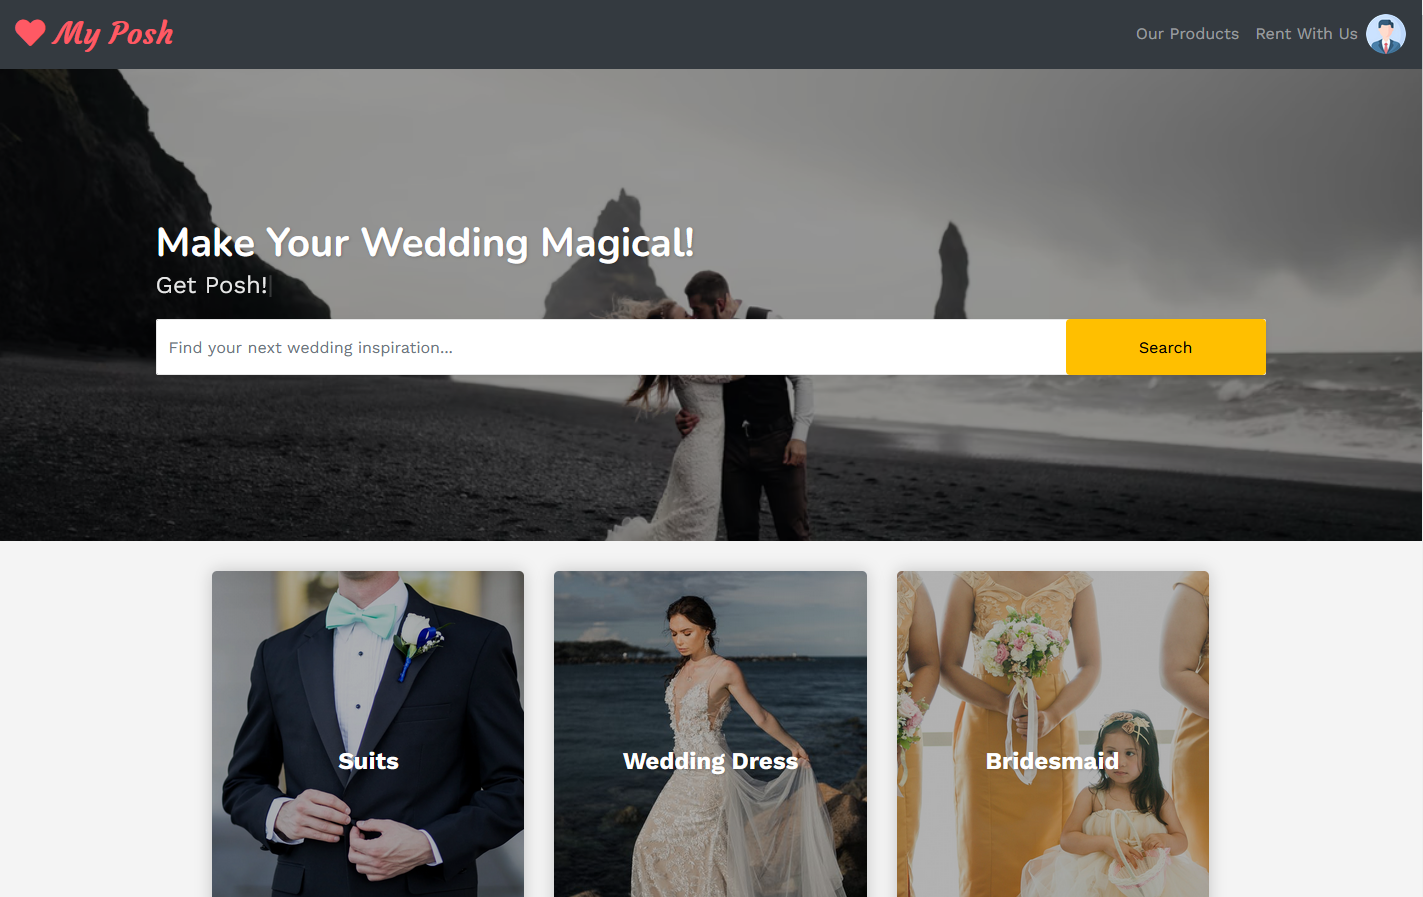 My Posh
Our Products
Rent With Us
Make Your Wedding Magical!
Get Posh!
Find your next wedding inspiration...
Search
Suits
Wedding Dress
Bridesmaid